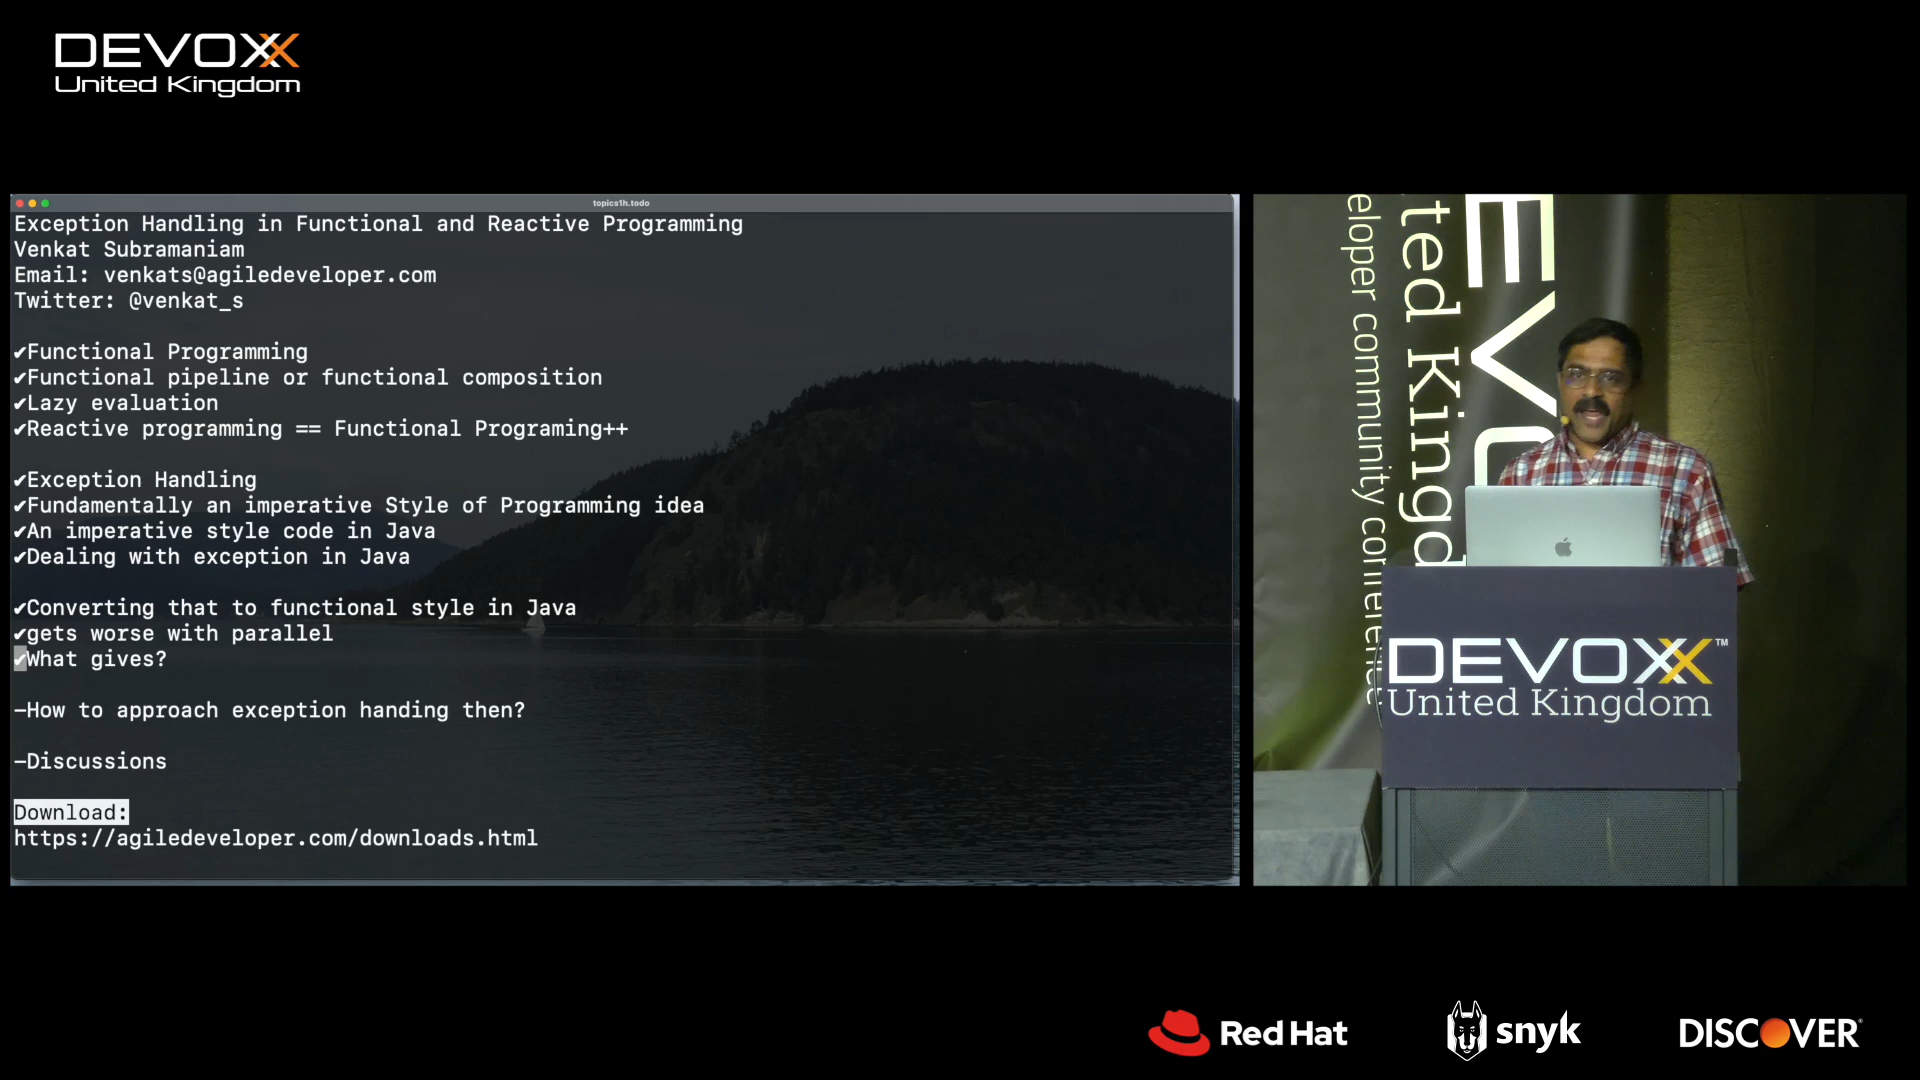 DEVOXX
United Kingdom
topics1h.todo
Exception Handling in Functional and Reactive Programming
Venkat Subramaniam
Email: venkats@agiledeveloper.com
Twitter: @venkat_s
✔Functional Programming
✔Functional pipeline or functional composition
✔Lazy evaluation
✔Reactive programming == Functional Programing++
✔Exception Handling
✔Fundamentally an imperative Style of Programming idea
✔An imperative style code in Java
✔Dealing with exception in Java
✔Converting that to functional style in Java
✔gets worse with parallel
✔What gives?
-How to approach exception handing then?
-Discussions
Download:
https://agiledeveloper.com/downloads.html
EVO
ted Kingd
eloper community conference
DEVOXX™
United Kingdom
Red Hat
snyk
DISCOVER